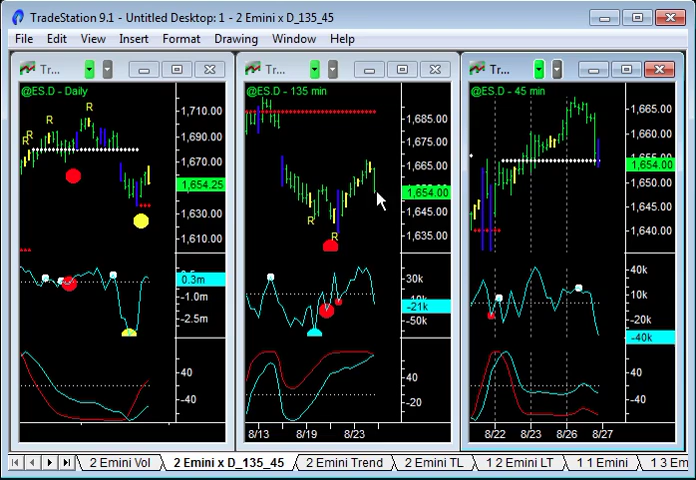 TradeStation 9.1 - Untitled Desktop: 1 - 2 Emini x D_135_45
File Edit View Insert Format Drawing Window Help
Tr...
@ES.D - Daily
R
R
R
1,710.00
1,690.00
1,670.00
1,654.25
1,630.00
1,610.00
0.3m
-1.0m
-2.5m
40
-40
Tr...
@ES.D - 135 min
R
R
1,685.00
1,675.00
1,665.00
1,654.00
1,645.00
1,635.00
30k
-21k
-50k
40
-20
8/13 8/19 8/23
Tr...
@ES.D - 45 min
1,665.00
1,660.00
1,654.00
1,650.00
1,645.00
1,640.00
40k
10k
-20k
-40k
40
0
-40
8/22 8/23 8/26 8/27
2 Emini Vol 2 Emini x D_135_45 2 Emini Trend 2 Emini TL 1 2 Emini LT 1 1 Emini 1 3 Em